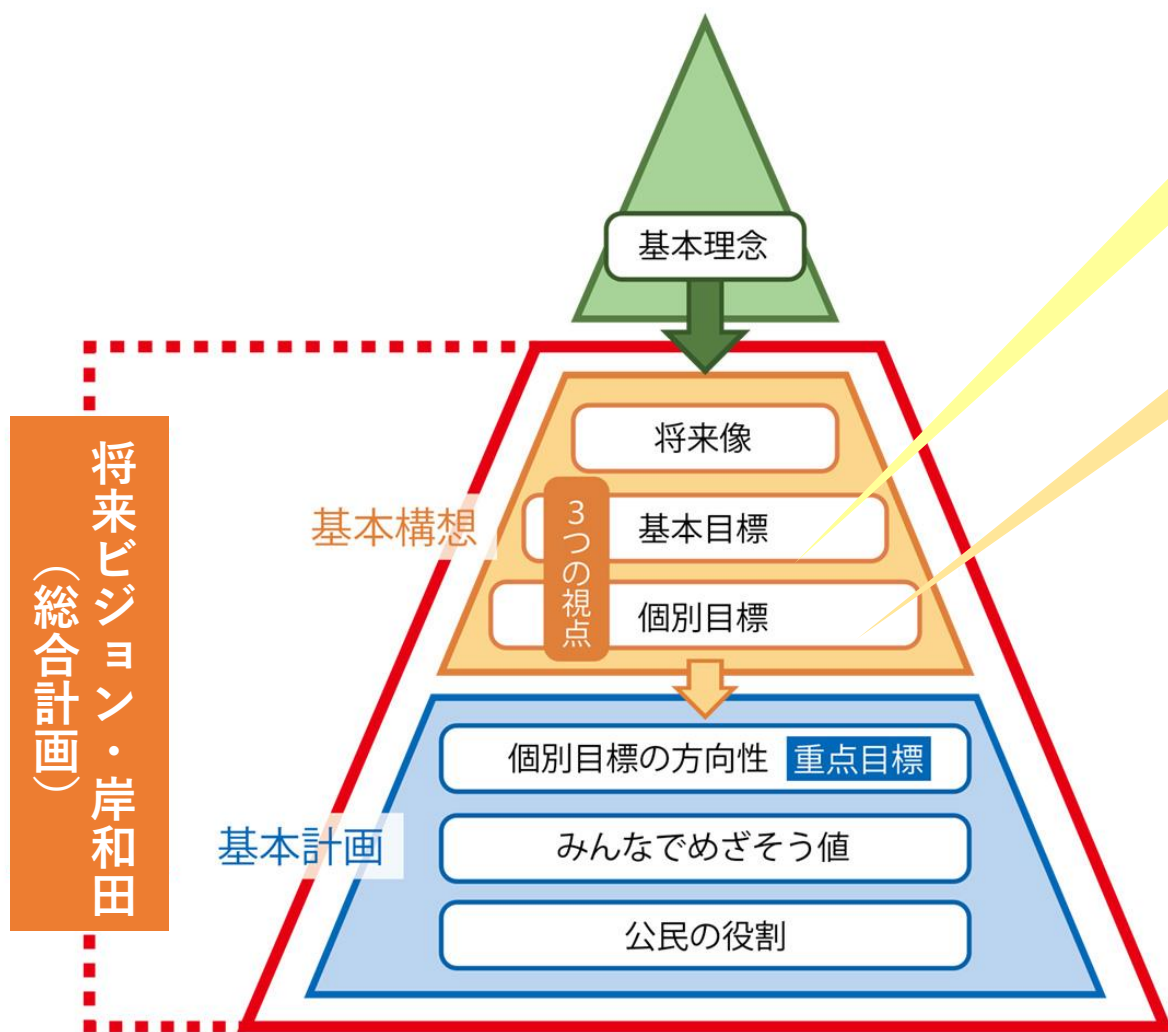 基本理念
将来ビジョン・岸和田
（総合計画）
基本構想
将来像
3つの視点
基本目標
個別目標
基本計画
個別目標の方向性 重点目標
みんなでめざそう値
公民の役割